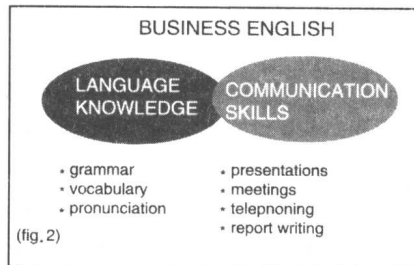 BUSINESS ENGLISH
LANGUAGE
KNOWLEDGE
COMMUNICATION
SKILLS
* grammar
* vocabulary
* pronunciation
* presentations
* meetings
* telepnoning
* report writing
(fig. 2)